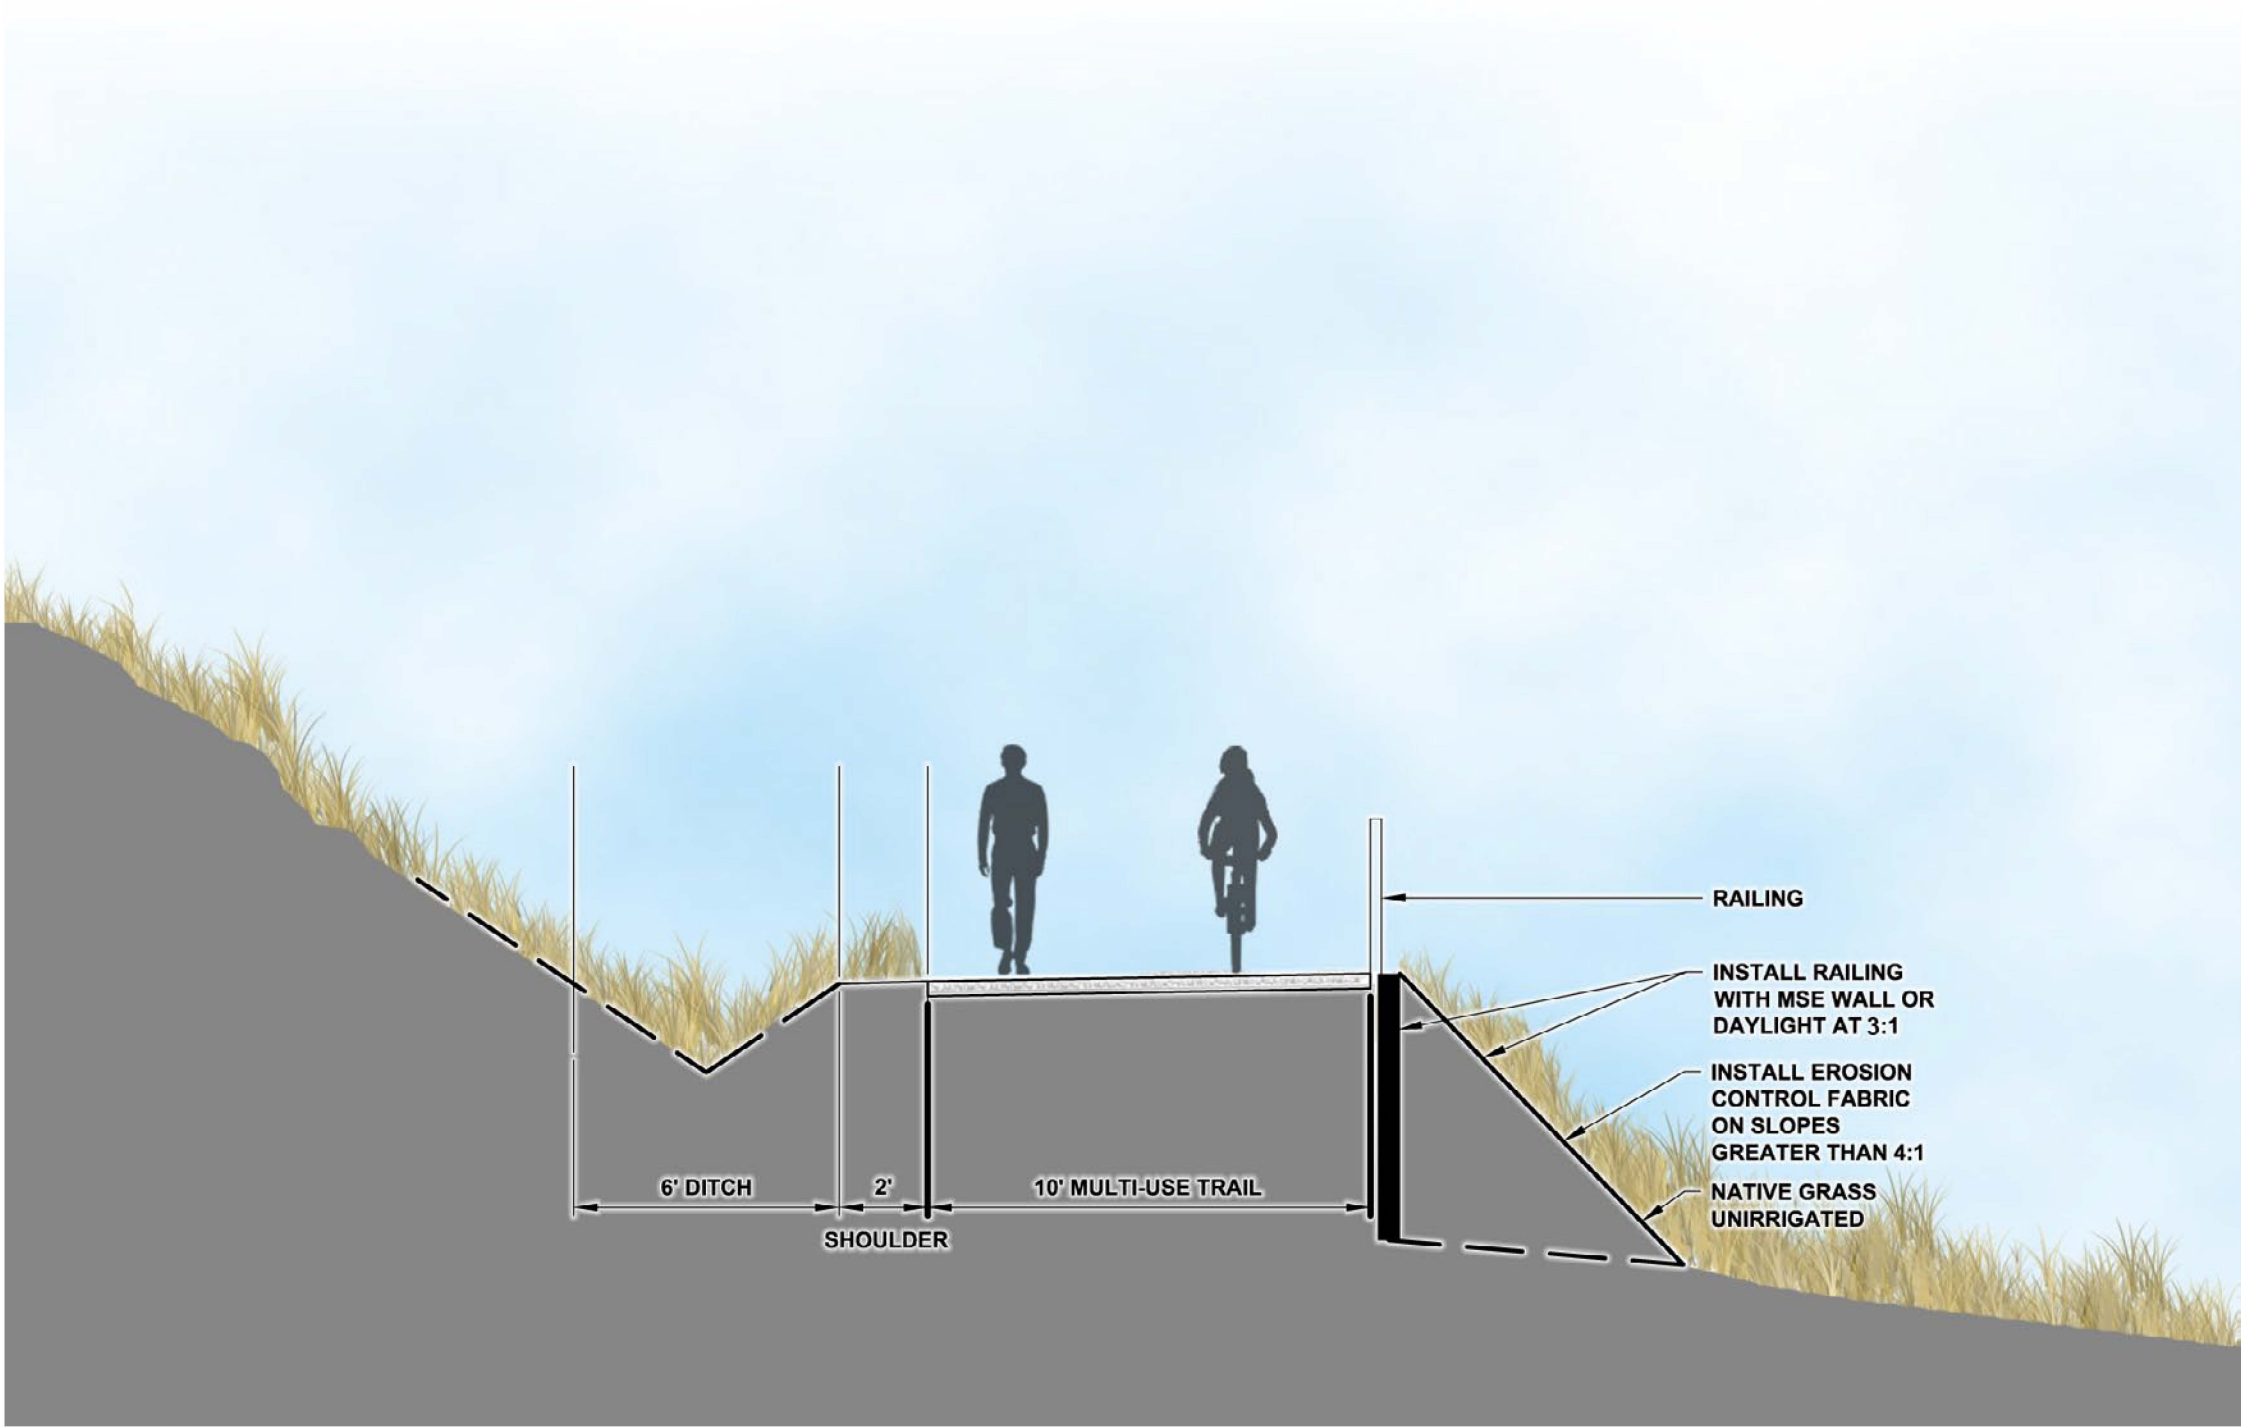 RAILING
INSTALL RAILING
WITH MSE WALL OR
DAYLIGHT AT 3:1
INSTALL EROSION
CONTROL FABRIC
ON SLOPES
GREATER THAN 4:1
NATIVE GRASS
UNIRRIGATED
6' DITCH
2'
SHOULDER
10' MULTI-USE TRAIL